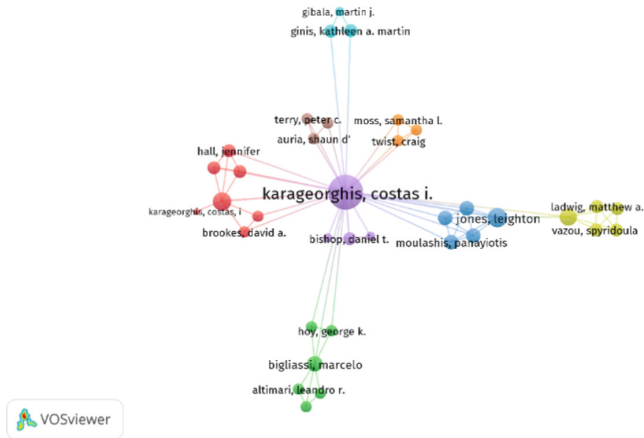 gibala, martin j.
ginis, kathleen a. martin
terry, peter c.
moss, samantha l.
auria, shaun d'
twist, craig
hall, jennifer
karageorghis, costas i.
karageorghis, costas, i
ladwig, matthew a.
jones, leighton
brookes, david a.
bishop, daniel t.
moulashis, panayiotis
vazou, spyridoula
hoy, george k.
bigliassi, marcelo
altimari, leandro r.
VOSviewer